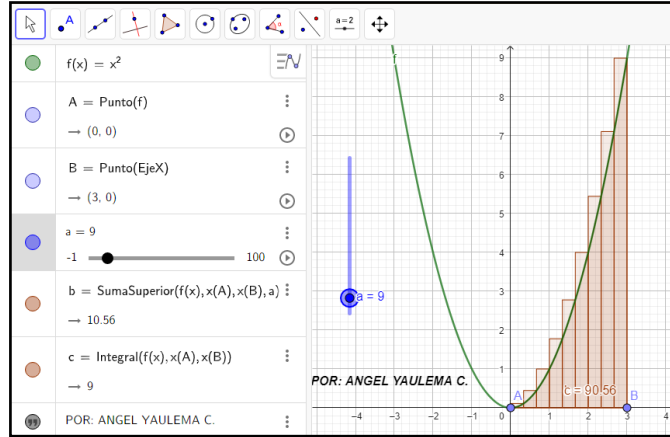 A
a=2
f(x) = x²
A = Punto(f)
→ (0, 0)
B = Punto(EjeX)
→ (3, 0)
a = 9
-1
100
b = SumaSuperior(f(x), x(A), x(B), a)
→ 10.56
c = Integral(f(x), x(A), x(B))
→ 9
POR: ANGEL YAULEMA C.
f
9
8
7
6
5
4
3
2
1
a = 9
POR: ANGEL YAULEMA C.
A
B
−4
−3
−2
−1
0
0
1
2
3
4